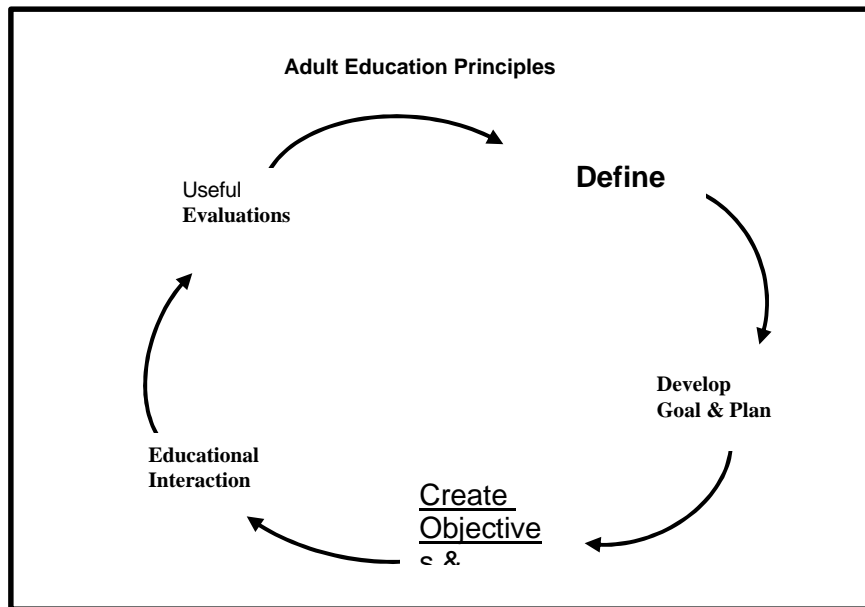 Adult Education Principles
Define
Develop
Goal & Plan
Create
Objective
s &
Educational
Interaction
Useful
Evaluations